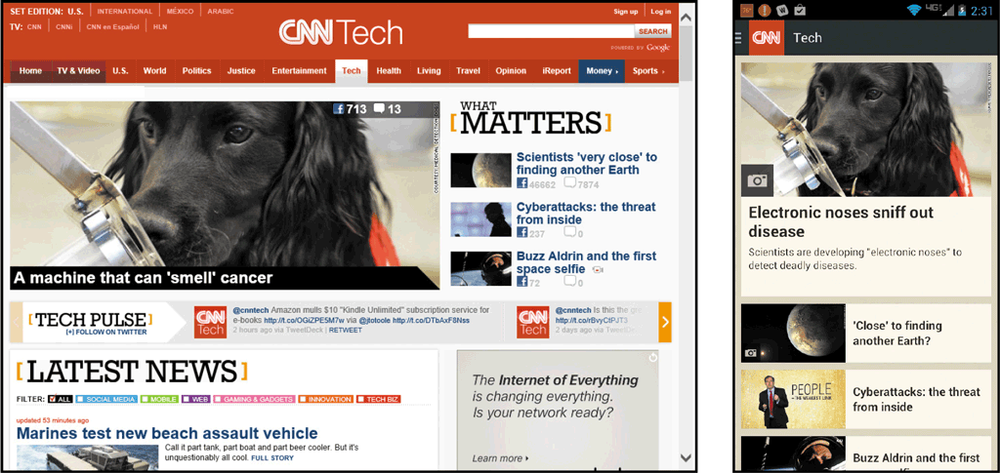 SET EDITION: U.S. INTERNATIONAL MÉXICO ARABIC
TV: CNN CNNi CNN en Español HLN
CNN Tech
Sign up Log in
SEARCH
POWERED BY Google
Home TV & Video U.S. World Politics Justice Entertainment Tech Health Living Travel Opinion iReport Money Sports
713 13
COURTESY MEDICAL DETECTION DOGS
A machine that can 'smell' cancer
WHAT
[MATTERS]
Scientists 'very close' to
finding another Earth
46662 7874
Cyberattacks: the threat
from inside
237 0
Buzz Aldrin and the first
space selfie
72 0
[TECH PULSE]
[+] FOLLOW ON TWITTER
CNN Tech
@cnntech Amazon mulls $10 "Kindle Unlimited" subscription service for
e-books http://t.co/OGiZPE5M7w via @jtotoole http://t.co/DTbAxF8Nss
2 hours ago via TweetDeck | RETWEET
CNN Tech
@cnntech Is this the
http://t.co/rBvyCtPJT3
2 days ago via TweetDeck
[LATEST NEWS]
FILTER: ALL SOCIAL MEDIA MOBILE WEB GAMING & GADGETS INNOVATION TECH BIZ
updated 53 minutes ago
Marines test new beach assault vehicle
Call it part tank, part boat and part beer cooler. But it's
unquestionably all cool. FULL STORY
The Internet of Everything
is changing everything.
Is your network ready?
Learn more
76°
W
4G
2:31
CNN Tech
Electronic noses sniff out
disease
Scientists are developing "electronic noses" to
detect deadly diseases.
'Close' to finding
another Earth?
PEOPLE
– THE WEAKEST LINK
Cyberattacks: the threat
from inside
Buzz Aldrin and the first